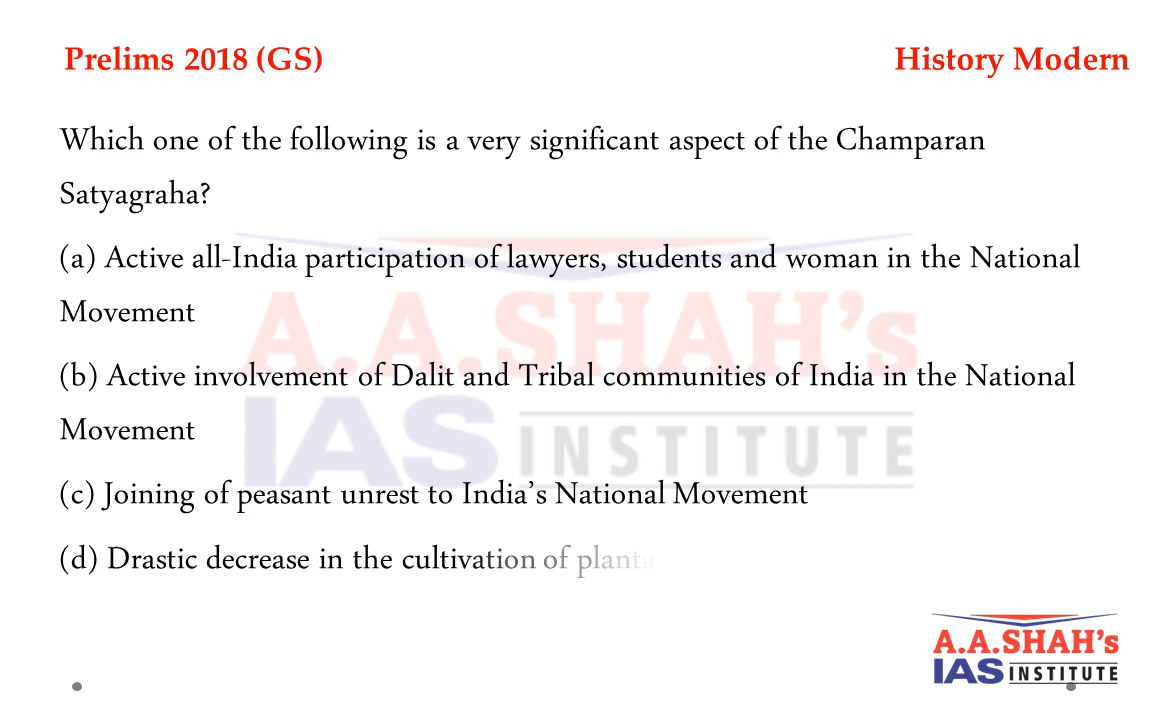 Prelims 2018 (GS) History Modern
Which one of the following is a very significant aspect of the Champaran
Satyagraha?
(a) Active all-India participation of lawyers, students and woman in the National
Movement
(b) Active involvement of Dalit and Tribal communities of India in the National
Movement
(c) Joining of peasant unrest to India's National Movement
(d) Drastic decrease in the cultivation of
A.A.SHAH's
IAS INSTITUTE
A.A.SHAH's
IAS INSTITUTE